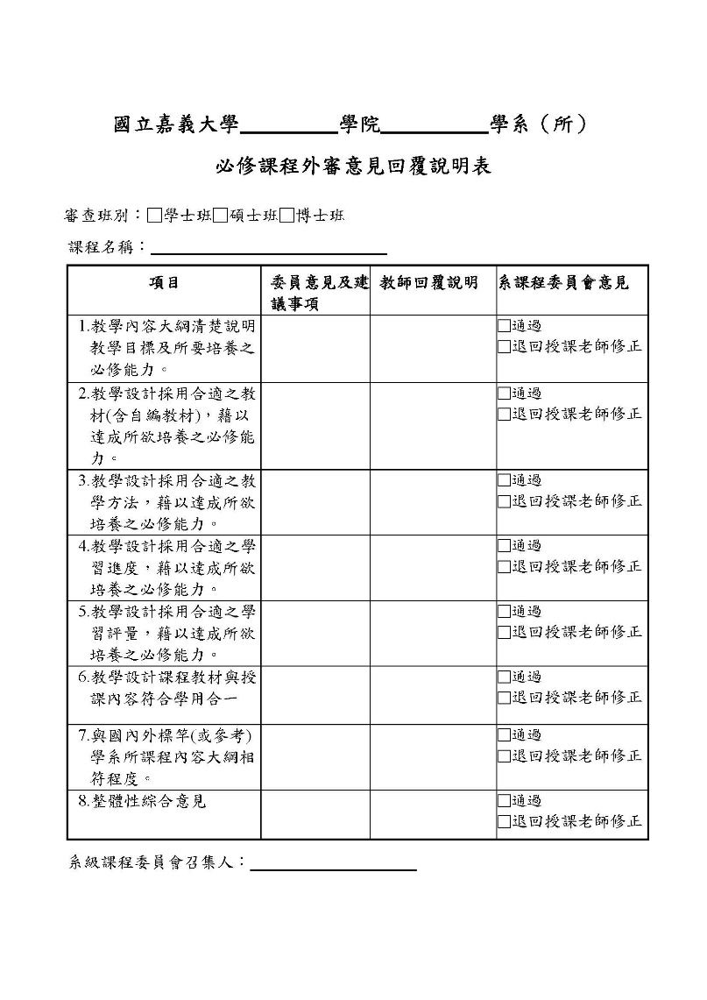 國立嘉義大學＿＿＿＿學院＿＿＿＿學系（所）
必修課程外審意見回覆說明表
審查班別：□學士班□碩士班□博士班
課程名稱：＿＿＿＿＿＿＿＿
項目
委員意見及建
議事項
教師回覆說明
系課程委員會意見
1.教學內容大綱清楚說明
教學目標及所要培養之
必修能力。
□通過
□退回授課老師修正
2.教學設計採用合適之教
材(含自編教材)，藉以
達成所欲培養之必修能
力。
□通過
□退回授課老師修正
3.教學設計採用合適之教
學方法，藉以達成所欲
培養之必修能力。
□通過
□退回授課老師修正
4.教學設計採用合適之學
習進度，藉以達成所欲
培養之必修能力。
□通過
□退回授課老師修正
5.教學設計採用合適之學
習評量，藉以達成所欲
培養之必修能力。
□通過
□退回授課老師修正
6.教學設計課程教材與授
課內容符合學用合一
□通過
□退回授課老師修正
7.與國內外標竿(或參考)
學系所課程內容大綱相
符程度。
□通過
□退回授課老師修正
8.整體性綜合意見
□通過
□退回授課老師修正
系級課程委員會召集人：＿＿＿＿＿＿